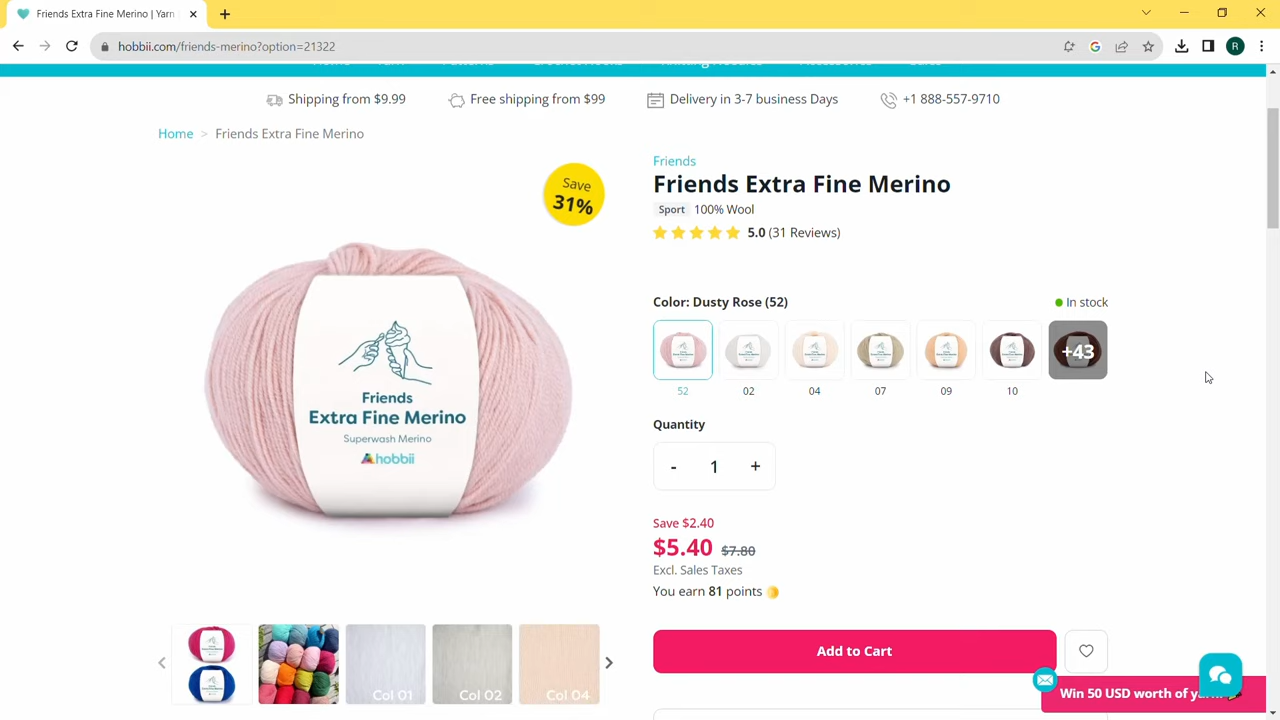 Friends Extra Fine Merino | Yarn
hobbii.com/friends-merino?option=21322
R
Shipping from $9.99
Free shipping from $99
Delivery in 3-7 business Days
+1 888-557-9710
Home > Friends Extra Fine Merino
Save
31%
Friends
Extra Fine Merino
Superwash Merino
hobbii
Col 01
Col 02
Col 04
Friends
Friends Extra Fine Merino
Sport 100% Wool
5.0 (31 Reviews)
Color: Dusty Rose (52)
In stock
+43
52
02
04
07
09
10
Quantity
- 1 +
Save $2.40
$5.40 $7.80
Excl. Sales Taxes
You earn 81 points
Add to Cart
Win 50 USD worth of